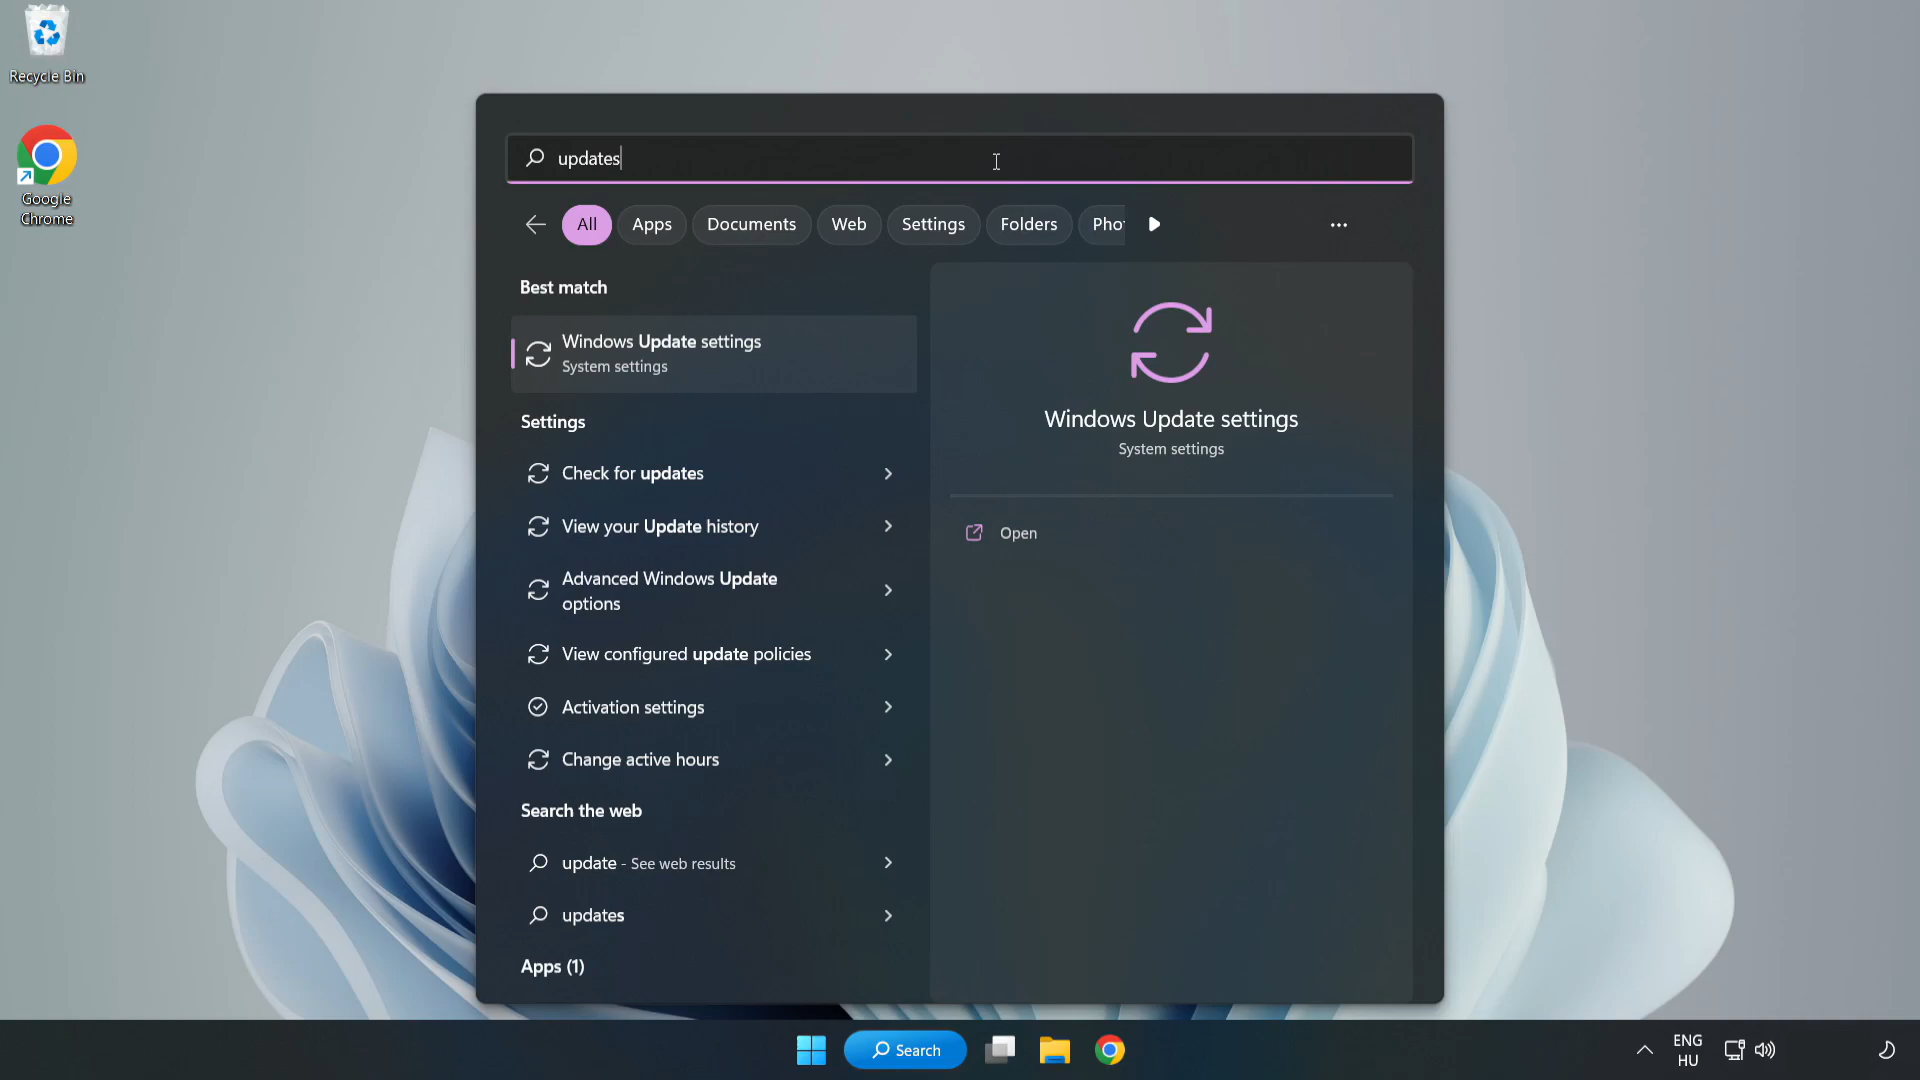 Recycle Bin
Google
Chrome
updates
All
Apps
Documents
Web
Settings
Folders
Pho
Best match
Windows Update settings
System settings
Settings
Check for updates
View your Update history
Advanced Windows Update
options
View configured update policies
Activation settings
Change active hours
Search the web
update - See web results
updates
Apps (1)
Windows Update settings
System settings
Open
Search
ENG
HU